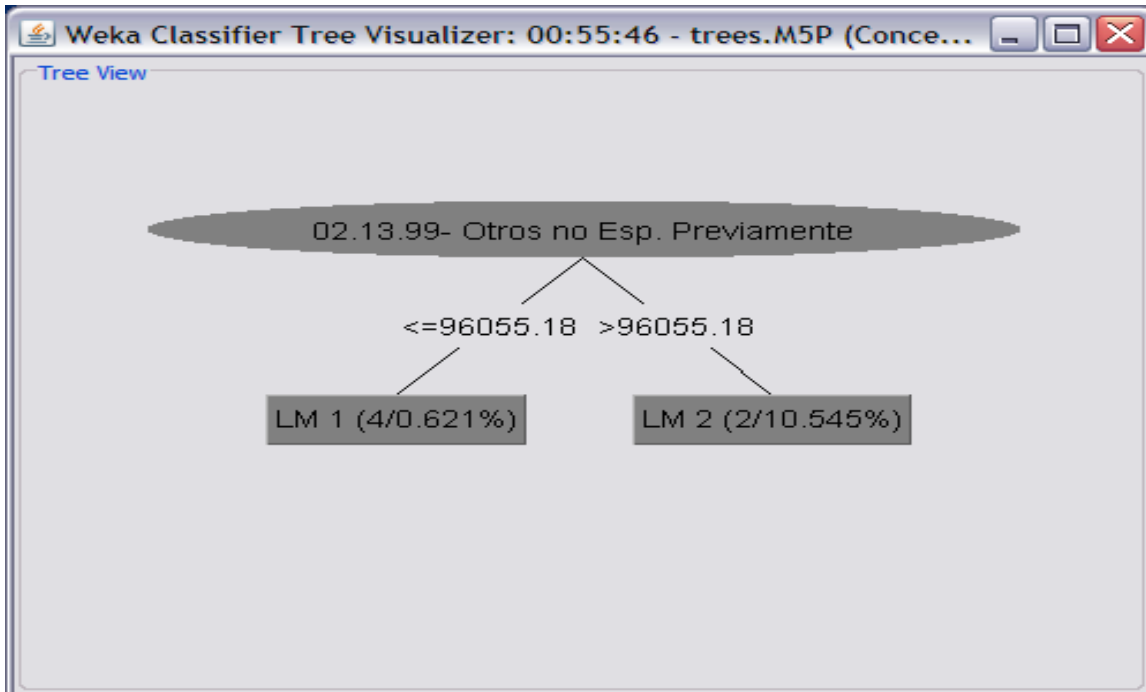 Weka Classifier Tree Visualizer: 00:55:46 - trees.M5P (Conce...
Tree View
02.13.99- Otros no Esp. Previamente
<=96055.18 >96055.18
LM 1 (4/0.621%) LM 2 (2/10.545%)